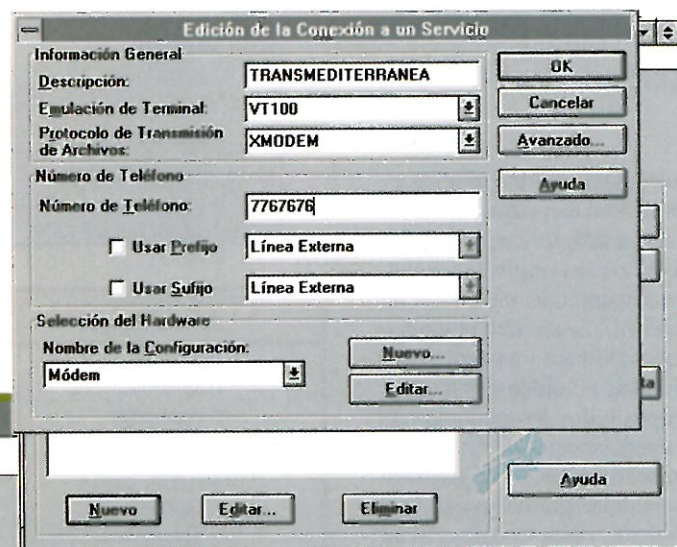 Edición de la Conexión a un Servicio
Información General
Descripción: TRANSMEDITERRANEA
Emulación de Terminal: VT100
Protocolo de Transmisión de Archivos: XMODEM
OK
Cancelar
Avanzado...
Ayuda
Número de Teléfono
Número de Teléfono: 7767676
Usar Prefijo Línea Externa
Usar Sufijo Línea Externa
Selección del Hardware
Nombre de la Configuración:
Módem
Nuevo...
Editar...
Ayuda
Nuevo
Editar...
Eliminar